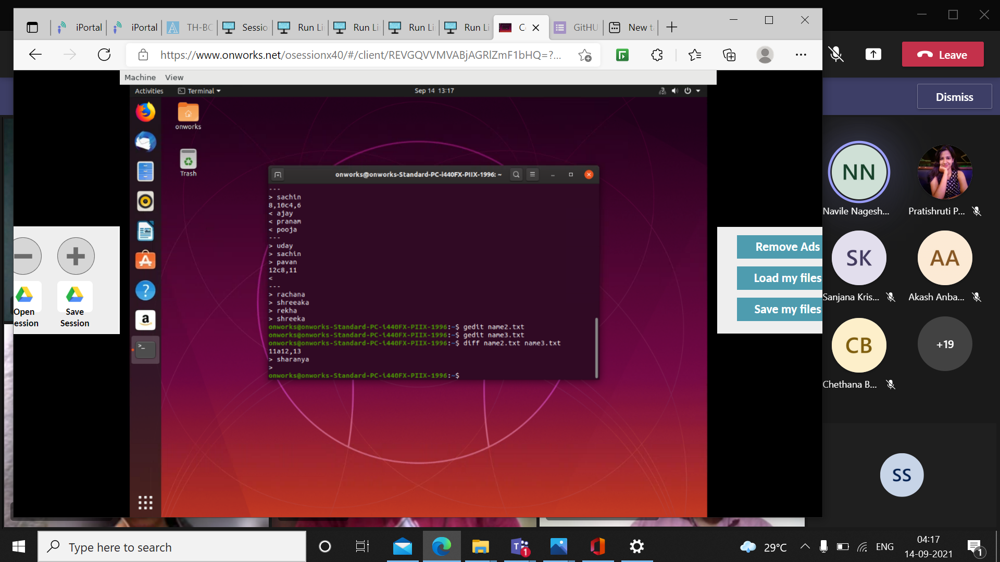 iPortal
iPortal
TH-BC
Sessio
Run Li
Run Li
Run Li
Run Li
GitHU
New t
https://www.onworks.net/osessionx40/#/client/REVGQVVMVABjAGRlZmF1bHQ=?...
Leave
Dismiss
Machine View
Activities Terminal Sep 14 13:17
onworks
Trash
onworks@onworks-Standard-PC-i440FX-PIIX-1996: ~
---
> sachin
8,10c4,6
< ajay
< pranam
< pooja
---
> uday
> sachin
> pavan
12c8,11
<
---
> rachana
> shreeaka
> rekha
> shreeka
onworks@onworks-Standard-PC-i440FX-PIIX-1996:~$ gedit name2.txt
onworks@onworks-Standard-PC-i440FX-PIIX-1996:~$ gedit name3.txt
onworks@onworks-Standard-PC-i440FX-PIIX-1996:~$ diff name2.txt name3.txt
11a12,13
> sharanya
>
onworks@onworks-Standard-PC-i440FX-PIIX-1996:~$
Open
ession
Save
Session
Remove Ads
Load my files
Save my files
NN
Navile Nagesh...
Pratishruti P...
SK
Sanjana Kris...
AA
Akash Anba...
CB
Chethana B...
+19
SS
Type here to search
29°C
ENG
04:17
14-09-2021
1
1